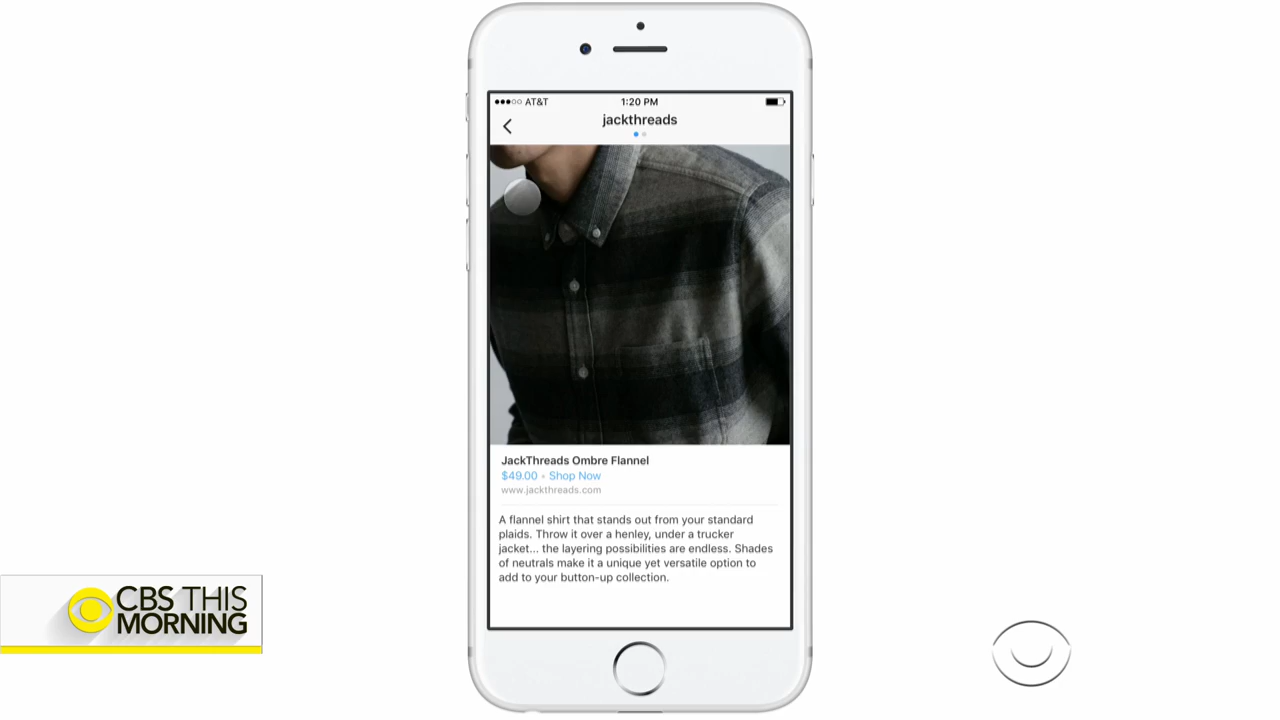 AT&T 1:20 PM
jackthreads
JackThreads Ombre Flannel
$49.00 • Shop Now
www.jackthreads.com
A flannel shirt that stands out from your standard
plaids. Throw it over a henley, under a trucker
jacket... the layering possibilities are endless. Shades
of neutrals make it a unique yet versatile option to
add to your button-up collection.
CBS THIS
MORNING